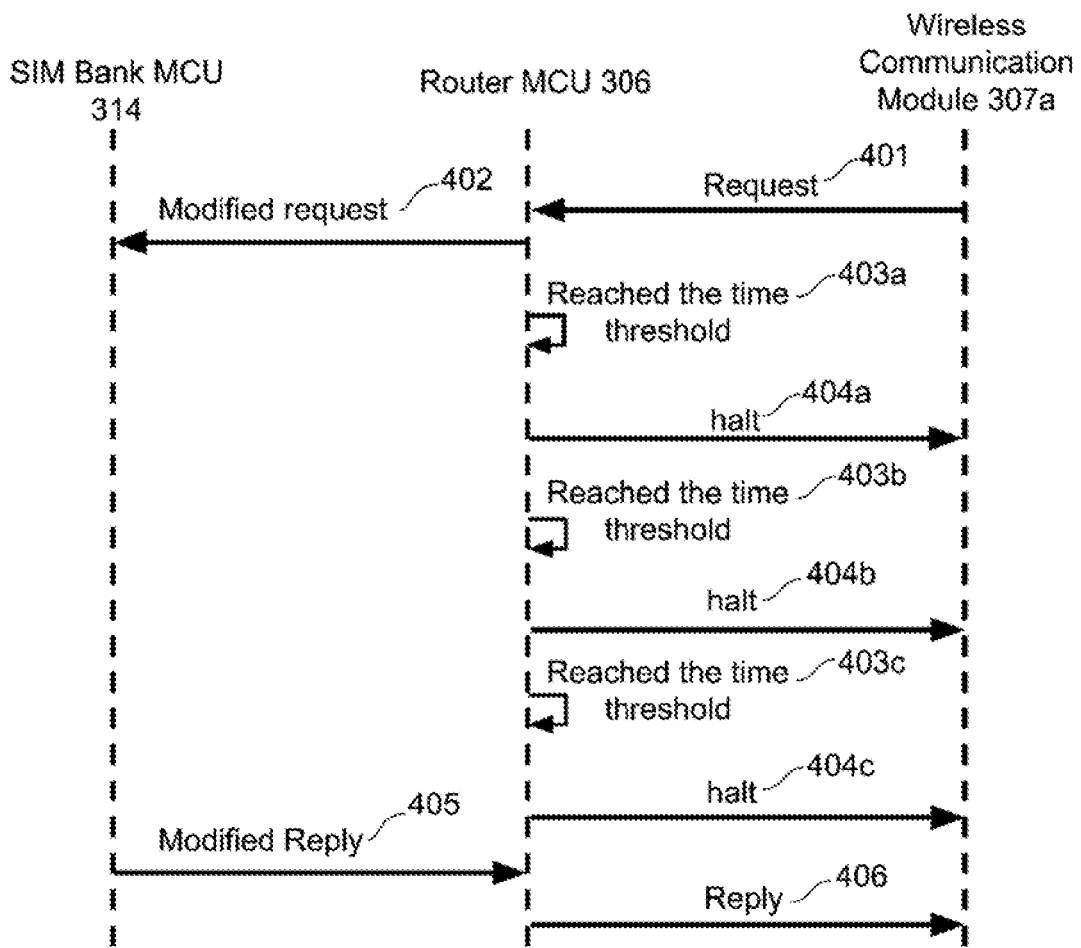 SIM Bank MCU
314
Router MCU 306
Wireless
Communication
Module 307a
401
Request
402
Modified request
403a
Reached the time
threshold
404a
halt
403b
Reached the time
threshold
404b
halt
403c
Reached the time
threshold
404c
halt
405
Modified Reply
406
Reply